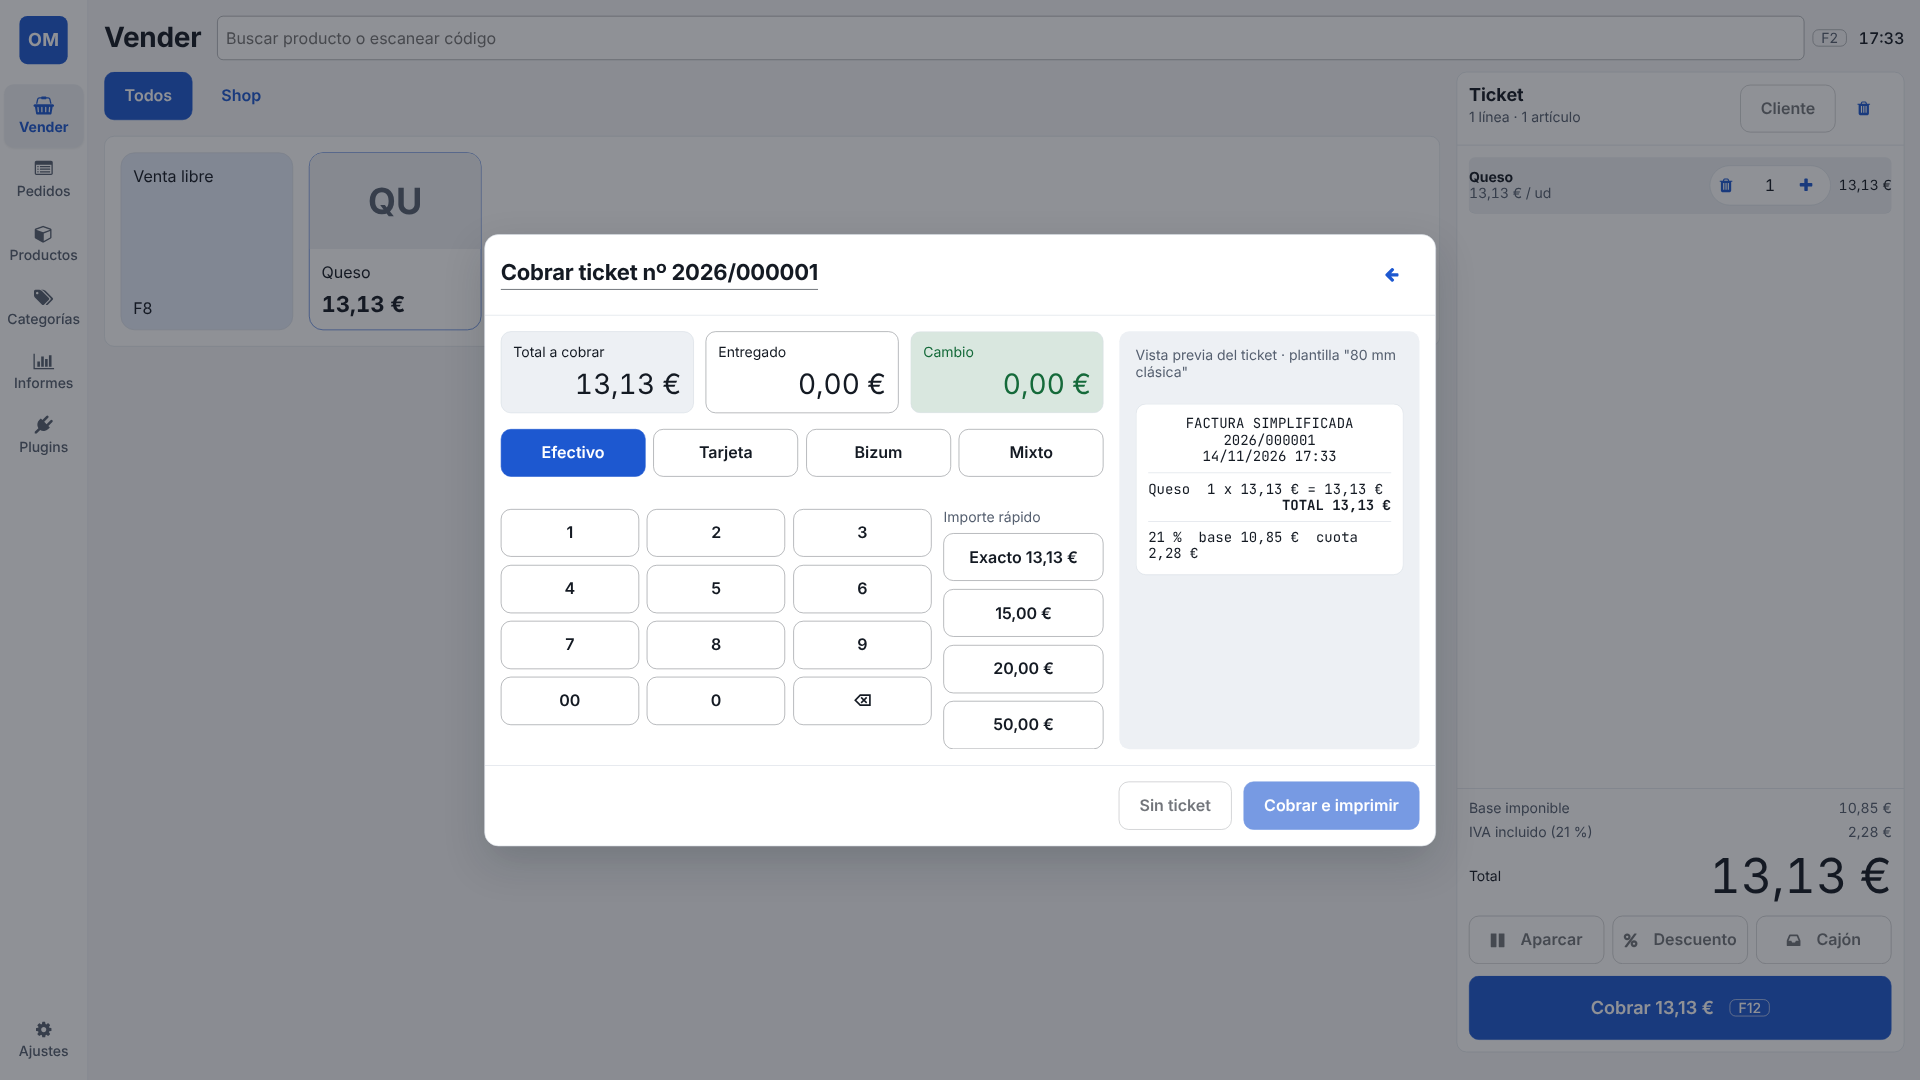 OM
Vender
Buscar producto o escanear código
F2
17:33
Vender
Pedidos
Productos
Categorías
Informes
Plugins
Ajustes
Todos
Shop
Venta libre
F8
QU
Queso
13,13 €
Cobrar ticket nº 2026/000001
Total a cobrar
13,13 €
Entregado
0,00 €
Cambio
0,00 €
Efectivo
Tarjeta
Bizum
Mixto
1
2
3
4
5
6
7
8
9
00
0
Importe rápido
Exacto 13,13 €
15,00 €
20,00 €
50,00 €
Vista previa del ticket · plantilla "80 mm
clásica"
FACTURA SIMPLIFICADA
2026/000001
14/11/2026 17:33
Queso 1 x 13,13 € = 13,13 €
TOTAL 13,13 €
21 % base 10,85 € cuota
2,28 €
Sin ticket
Cobrar e imprimir
Ticket
1 línea · 1 artículo
Cliente
Queso
13,13 € / ud
1
13,13 €
Base imponible
10,85 €
IVA incluido (21 %)
2,28 €
Total
13,13 €
Aparcar
Descuento
Cajón
Cobrar 13,13 €
F12